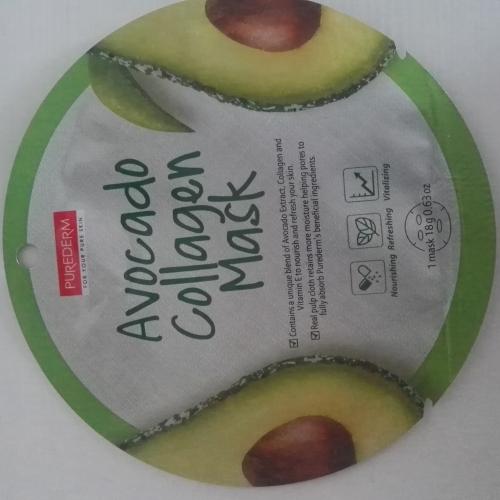 PUREDERM
FOR YOUR PURE SKIN
Avocado
Collagen
Mask
Contains a unique blend of Avocado Extract, Collagen and
Vitamin E to nourish and refresh your skin.
Real pulp cloth retains more moisture helping pores to
fully absorb Purederm's beneficial ingredients.
Nourishing Refreshing Vitalizing
1 mask 18g 0.63 oz